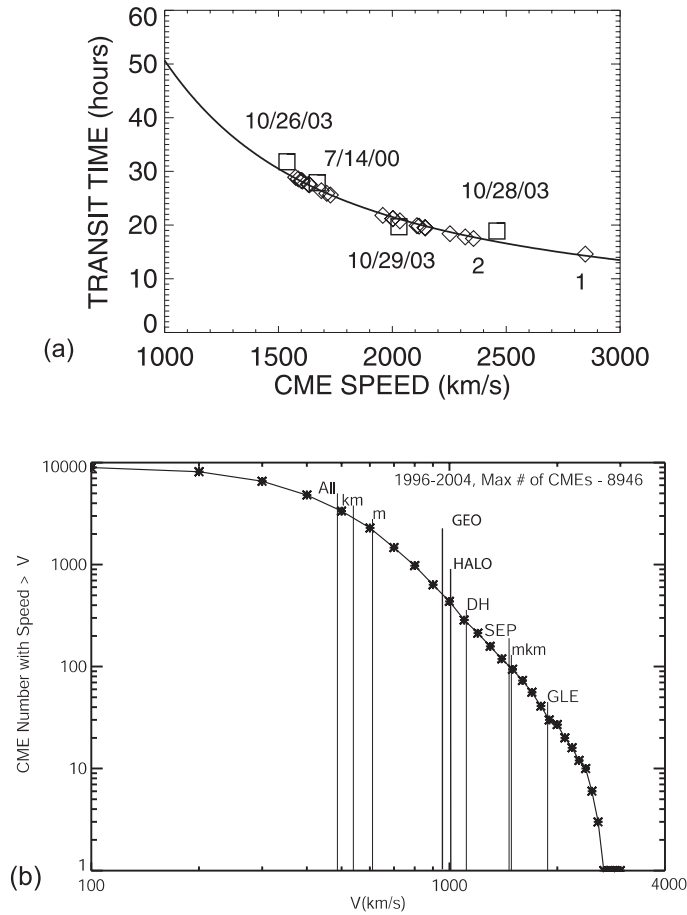 60
50
40
30
20
10
0
TRANSIT TIME (hours)
10/26/03
7/14/00
10/28/03
10/29/03
2
1
1000 1500 2000 2500 3000
CME SPEED (km/s)
(a)
10000
1000
100
10
1
CME Number with Speed > V
1996-2004, Max # of CMEs - 8946
All
km
m
GEO
HALO
DH
SEP
mkm
GLE
100 1000 4000
V(km/s)
(b)